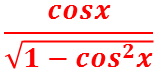 cosx
√1 − cos²x